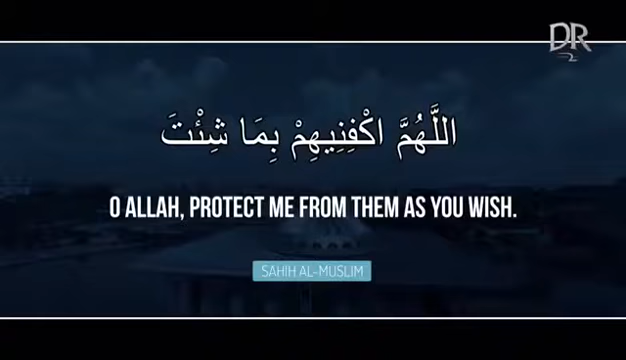 DR
اللَّهُمَّ اكْفِنِيهِمْ بِمَا شِئْتَ
O ALLAH, PROTECT ME FROM THEM AS YOU WISH.
SAHIH AL-MUSLIM